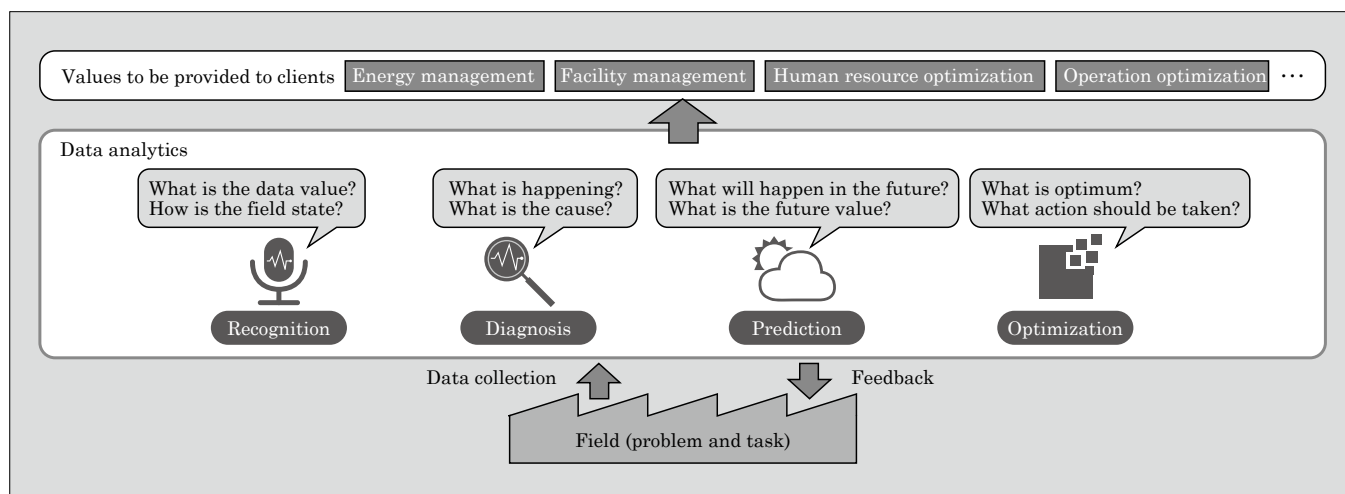 Values to be provided to clients Energy management Facility management Human resource optimization Operation optimization ⋯
Data analytics
What is the data value?
How is the field state?
What is happening?
What is the cause?
What will happen in the future?
What is the future value?
What is optimum?
What action should be taken?
Recognition
Diagnosis
Prediction
Optimization
Data collection
Feedback
Field (problem and task)